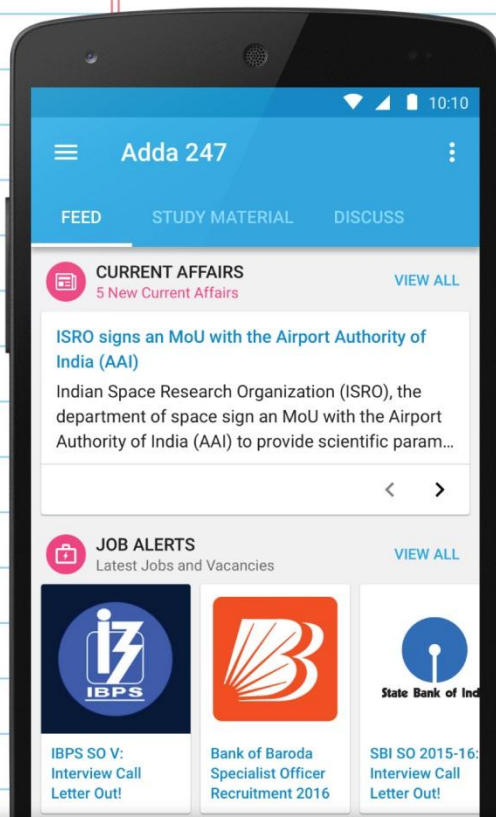 10:10
Adda 247
FEED STUDY MATERIAL DISCUSS
CURRENT AFFAIRS
5 New Current Affairs
VIEW ALL
ISRO signs an MoU with the Airport Authority of
India (AAI)
Indian Space Research Organization (ISRO), the
department of space sign an MoU with the Airport
Authority of India (AAI) to provide scientific param...
JOB ALERTS
Latest Jobs and Vacancies
VIEW ALL
IBPS
IBPS SO V:
Interview Call
Letter Out!
Bank of Baroda
Specialist Officer
Recruitment 2016
State Bank of Ind
SBI SO 2015-16:
Interview Call
Letter Out!